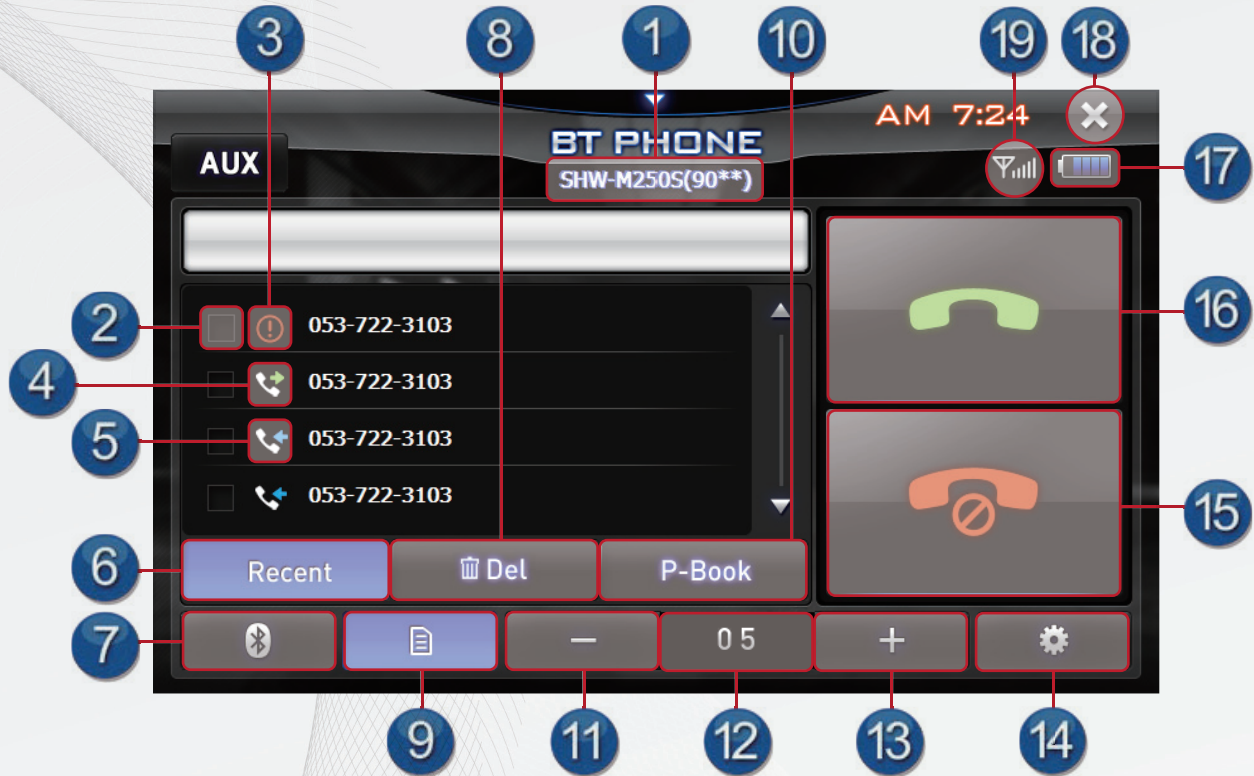 3 8 1 10 19 18
AM 7:24
BT PHONE
AUX
SHW-M250S(90**)
17
2
053-722-3103
16
4
053-722-3103
5
053-722-3103
053-722-3103
15
6
Recent
Del
P-Book
7
05
9 11 12 13 14